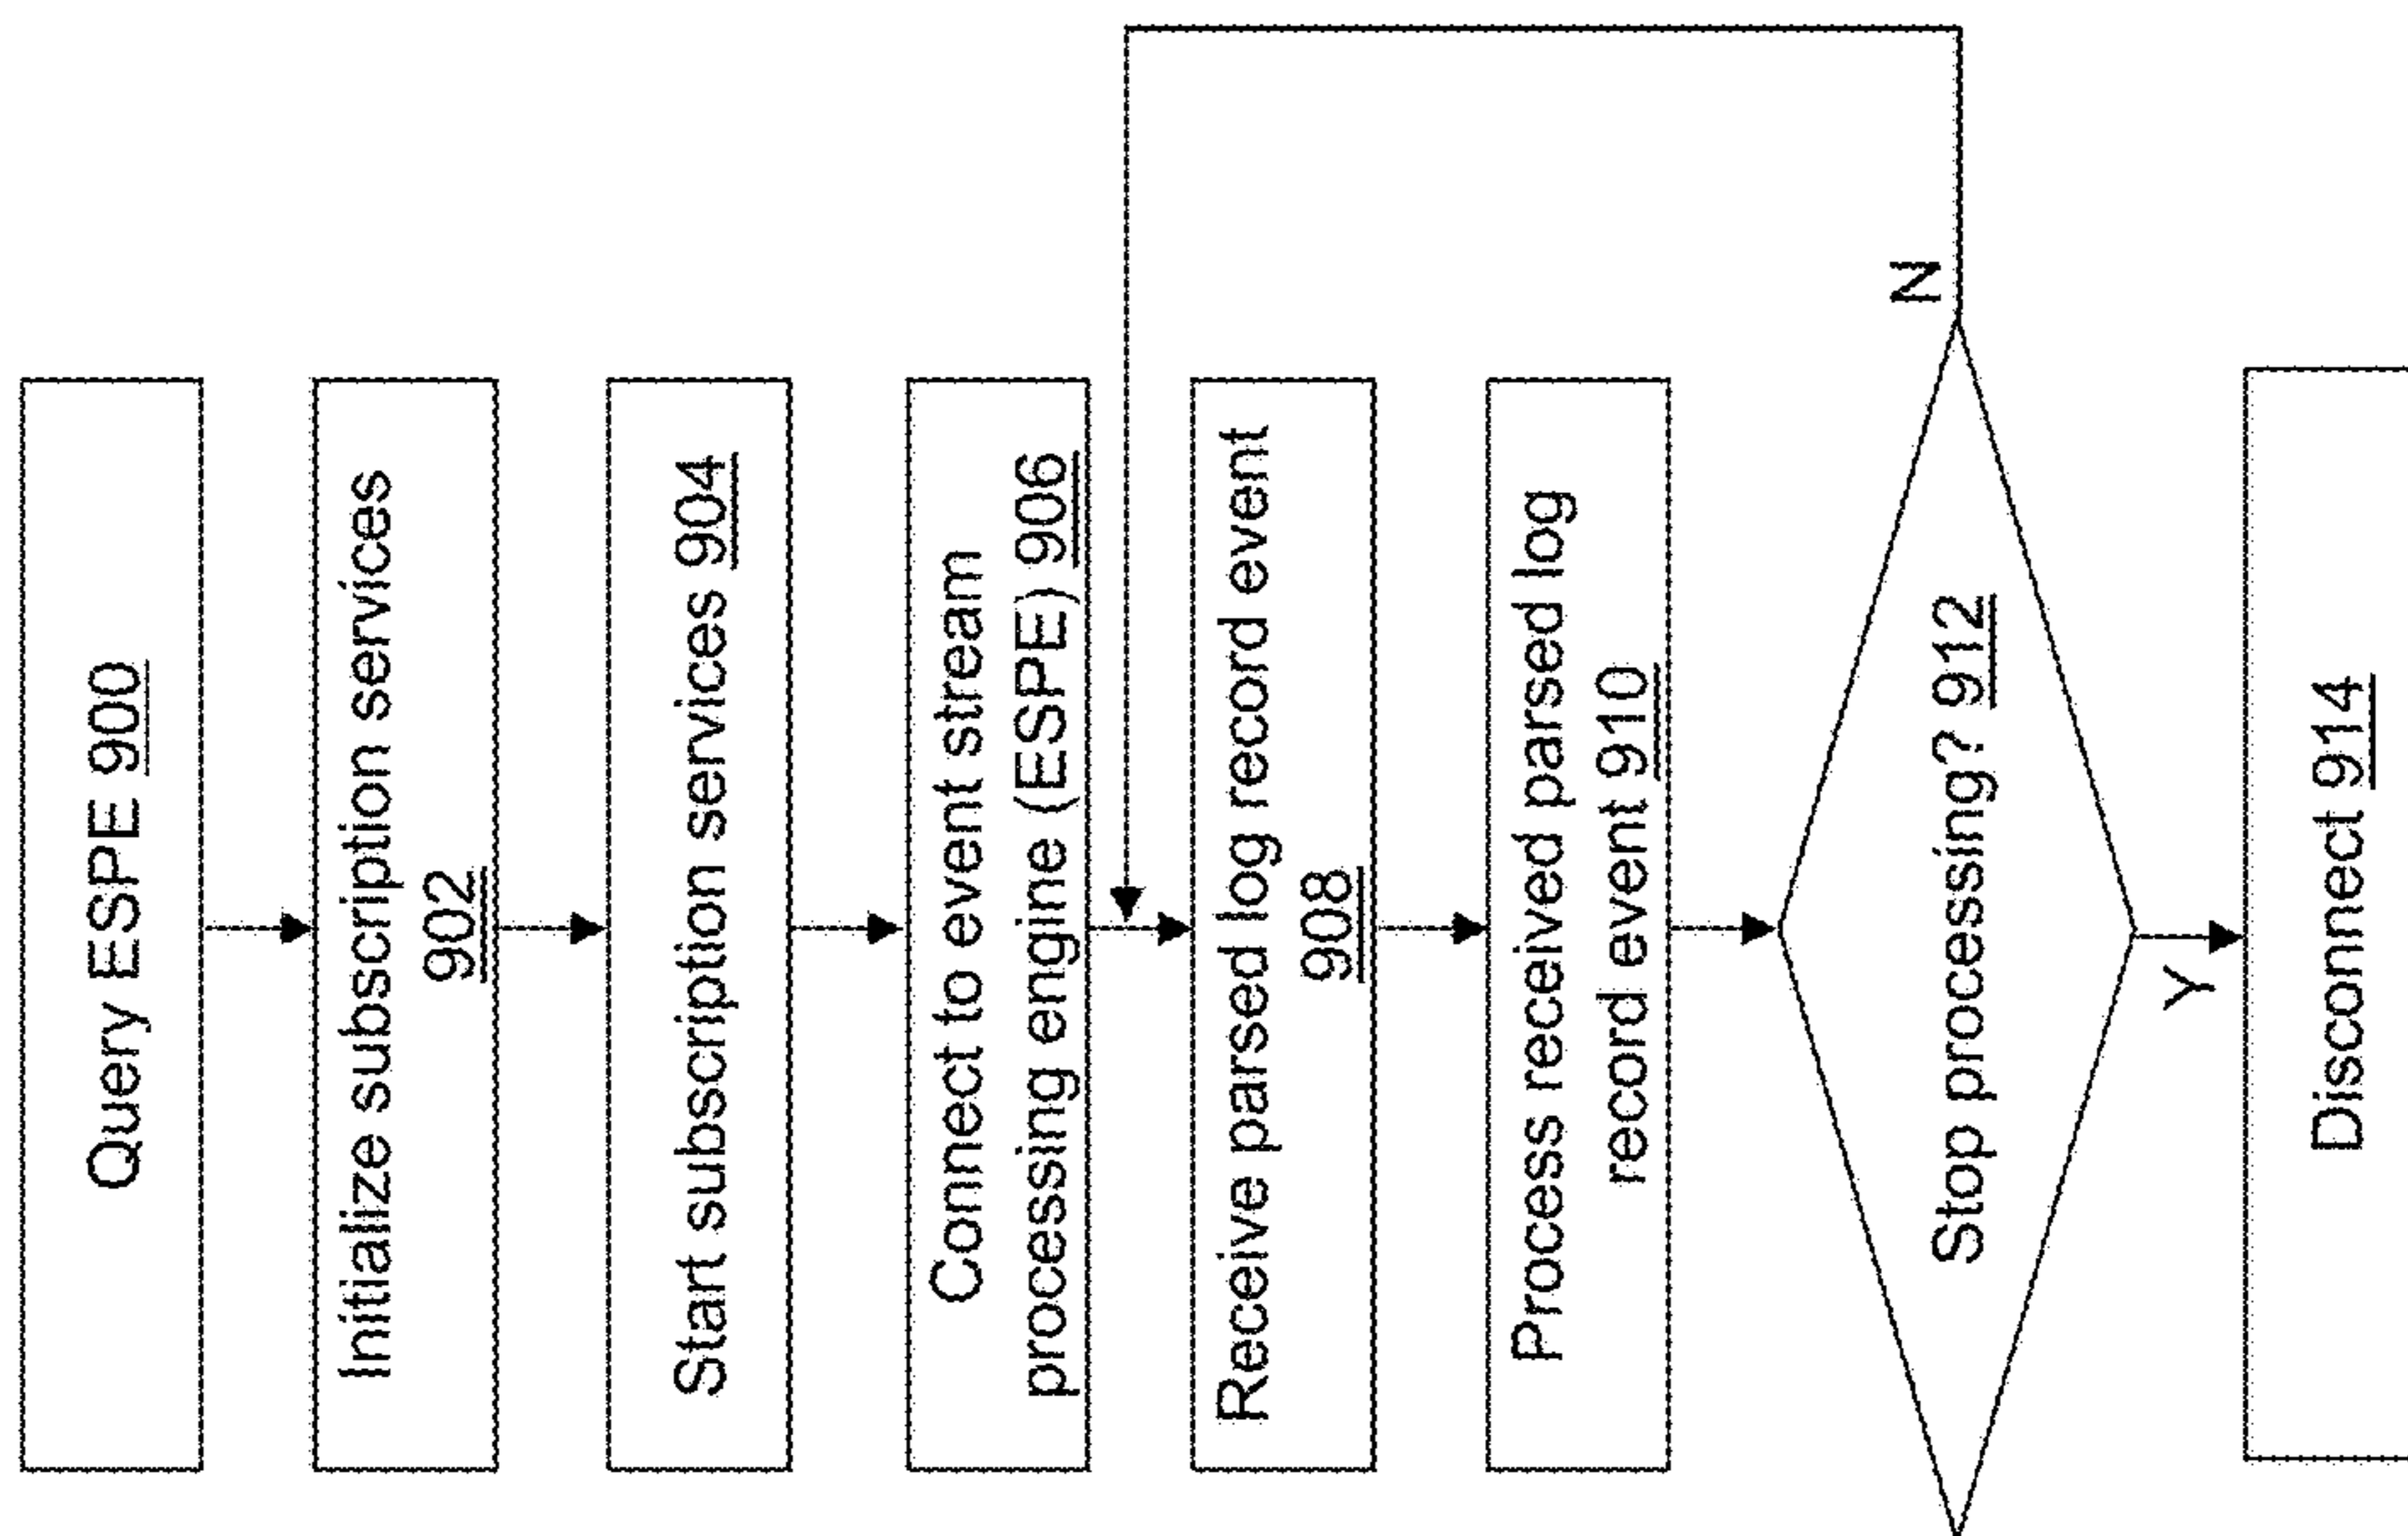 Query ESPE 900
Initialize subscription services
902
Start subscription services 904
Connect to event stream
processing engine (ESPE) 906
Receive parsed log record event
908
Process received parsed log
record event 910
Stop processing? 912
N
Y
Disconnect 914